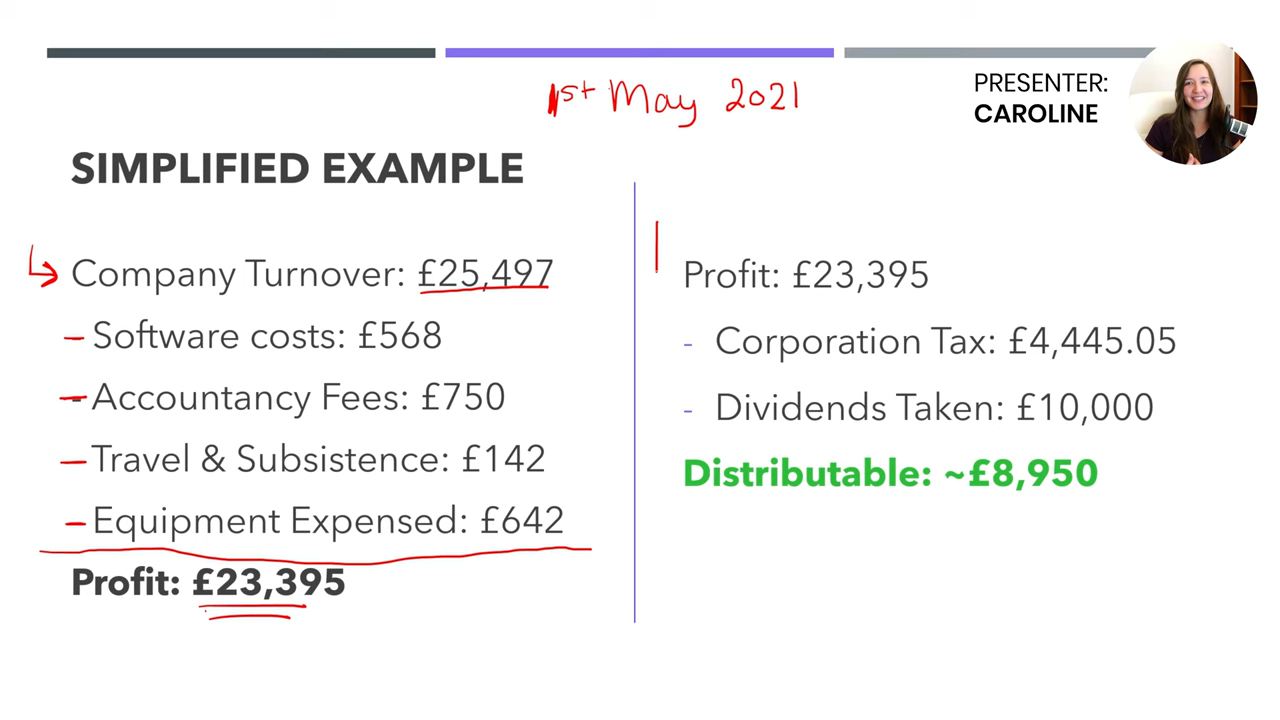 1st May 2021
PRESENTER:
CAROLINE
SIMPLIFIED EXAMPLE
Company Turnover: £25,497
- Software costs: £568
- Accountancy Fees: £750
- Travel & Subsistence: £142
- Equipment Expensed: £642
Profit: £23,395
Profit: £23,395
- Corporation Tax: £4,445.05
- Dividends Taken: £10,000
Distributable: ~£8,950